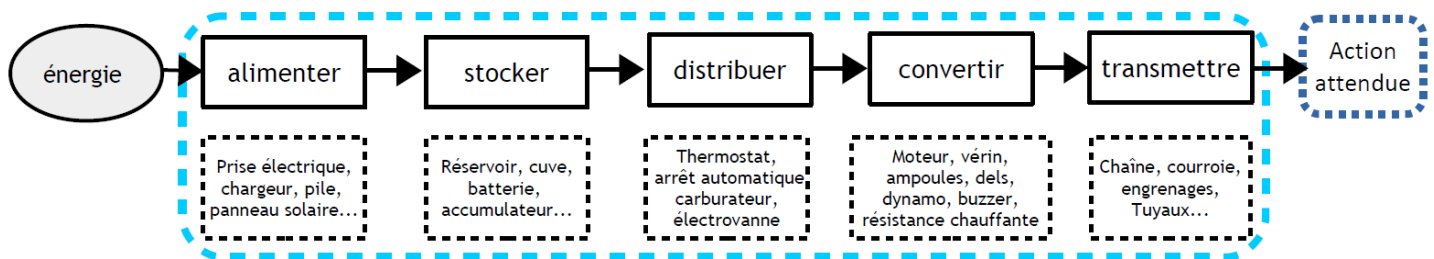 énergie
alimenter
stocker
distribuer
convertir
transmettre
Action
attendue
Prise électrique,
chargeur, pile,
panneau solaire...
Réservoir, cuve,
batterie,
accumulateur...
Thermostat,
arrêt automatique
carburateur,
électrovanne
Moteur, vérin,
ampoules, dels,
dynamo, buzzer,
résistance chauffante
Chaîne, courroie,
engrenages,
Tuyaux...